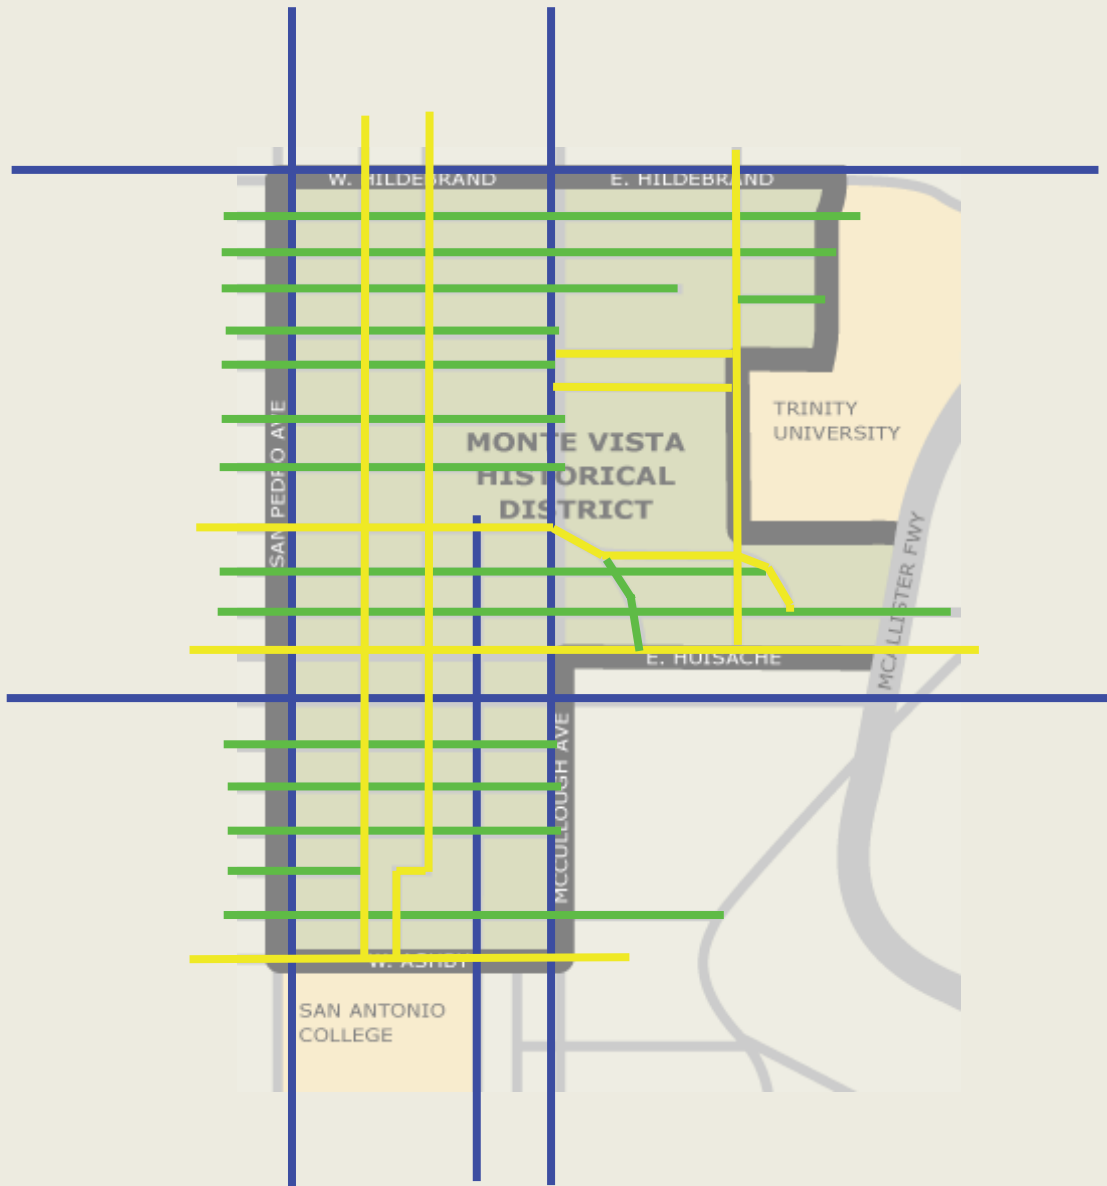 W. HILDEBRAND
E. HILDEBRAND
SAN PEDRO AVE
TRINITY
UNIVERSITY
MONTE VISTA
HISTORICAL
DISTRICT
MCALLISTER FWY
E. HUISACHE
MCCULLOUGH AVE
W. ASHBY
SAN ANTONIO
COLLEGE